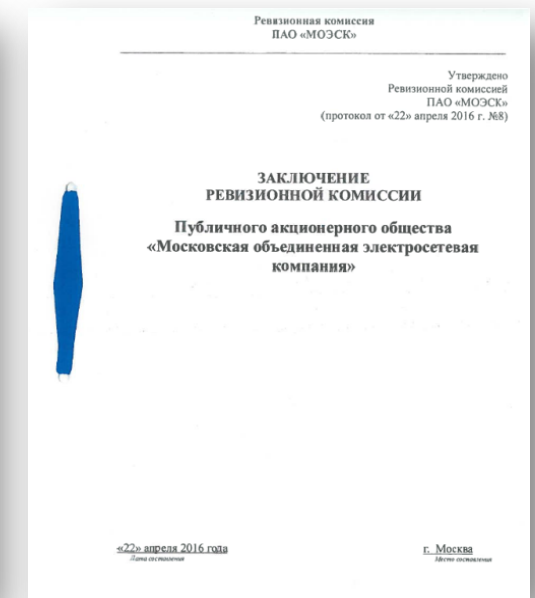 Ревизионная комиссия
ПАО «МОЭСК»
Утверждено
Ревизионной комиссией
ПАО «МОЭСК»
(протокол от «22» апреля 2016 г. №8)
ЗАКЛЮЧЕНИЕ
РЕВИЗИОННОЙ КОМИССИИ
Публичного акционерного общества
«Московская объединенная электросетевая
компания»
«22» апреля 2016 года
г. Москва
Дата составления
Место составления